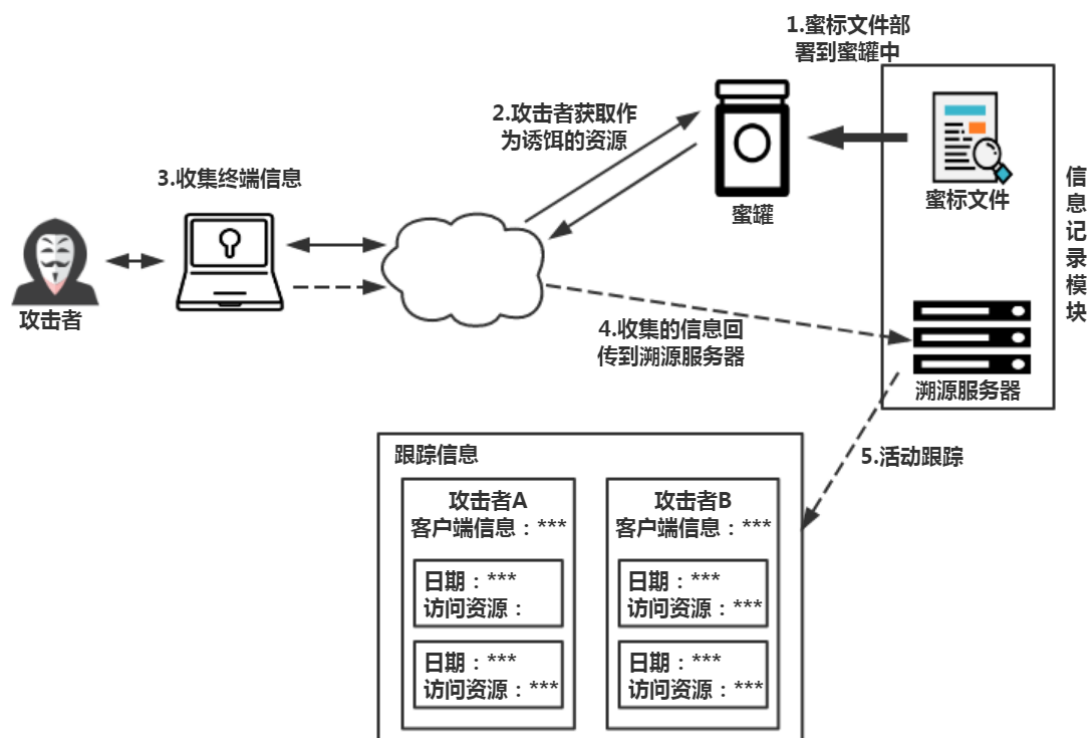 1.蜜标文件部
署到蜜罐中
2.攻击者获取作
为诱饵的资源
3.收集终端信息
蜜罐
蜜标文件
信
息
记
录
模
块
攻击者
4.收集的信息回
传到溯源服务器
溯源服务器
5.活动跟踪
跟踪信息
攻击者A
客户端信息：***
日期：***
访问资源：
日期：***
访问资源：***
攻击者B
客户端信息：***
日期：***
访问资源：***
日期：***
访问资源：***